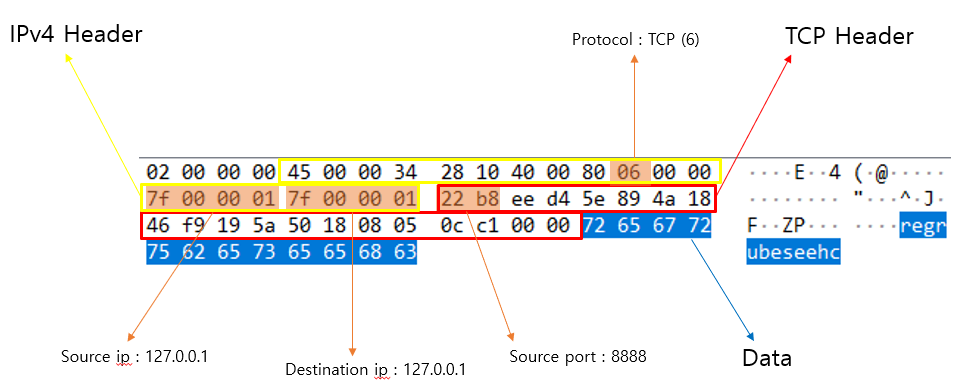 IPv4 Header
Protocol : TCP (6)
TCP Header
02 00 00 00 45 00 00 34 28 10 40 00 80 06 00 00 ····E··4 (·@·····
7f 00 00 01 7f 00 00 01 22 b8 ee d4 5e 89 4a 18 ········ "···^·J·
46 f9 19 5a 50 18 08 05 0c c1 00 00 72 65 67 72 F··ZP··· ····regr
75 62 65 73 65 65 68 63 ubeseehc
Source ip : 127.0.0.1
Destination ip : 127.0.0.1
Source port : 8888
Data